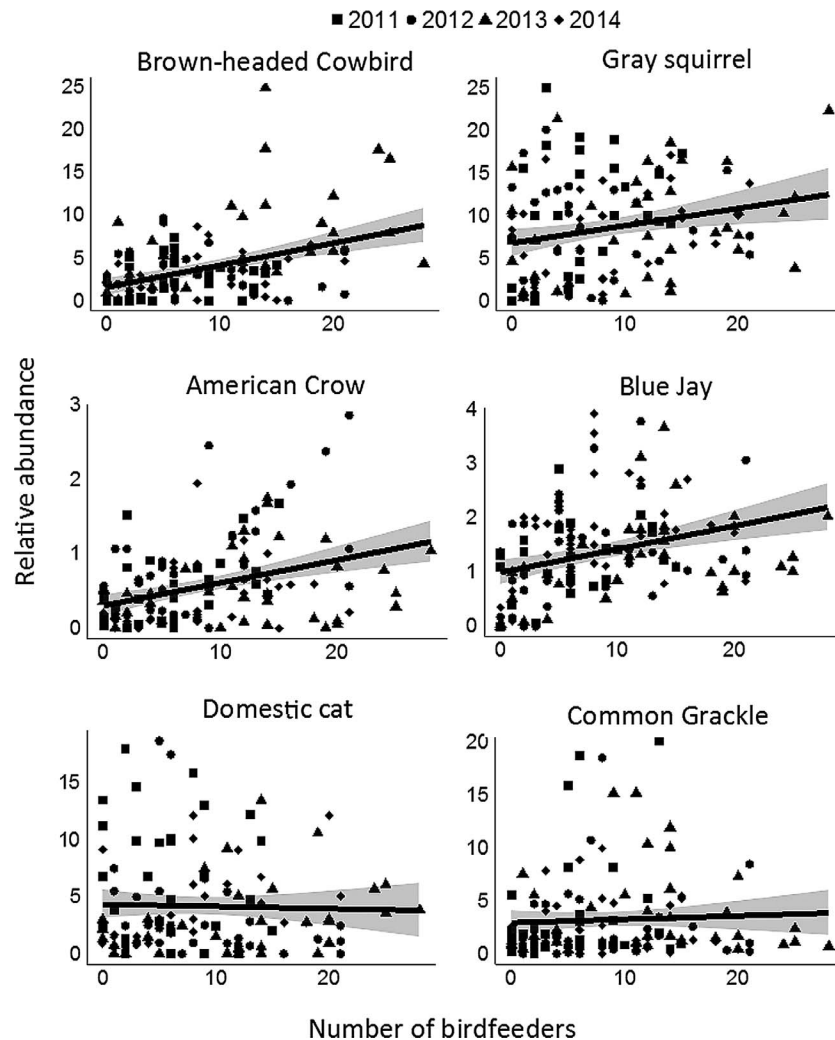 ■ 2011 ● 2012 ▲ 2013 ◆ 2014
Brown-headed Cowbird
25
20
15
10
5
0
0 10 20
Gray squirrel
25
20
15
10
5
0
0 10 20
American Crow
3
2
1
0
0 10 20
Blue Jay
4
3
2
1
0
0 10 20
Domestic cat
15
10
5
0
0 10 20
Common Grackle
20
15
10
5
0
0 10 20
Relative abundance
Number of birdfeeders